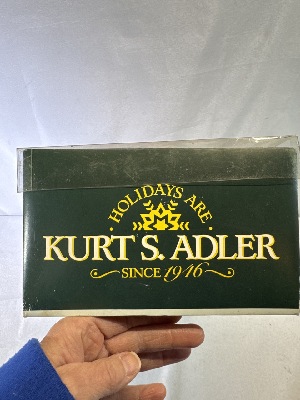 · HOLIDAYS ARE ·
KURT S. ADLER
SINCE 1946